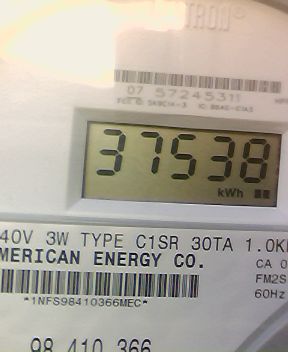 TRON®
07 57245311
37538
kWh
40V 3W TYPE C1SR 30TA 1.0K
MERICAN ENERGY CO. CA 0
FM2S
*1NFS98410366MEC* 60Hz
98 410 366